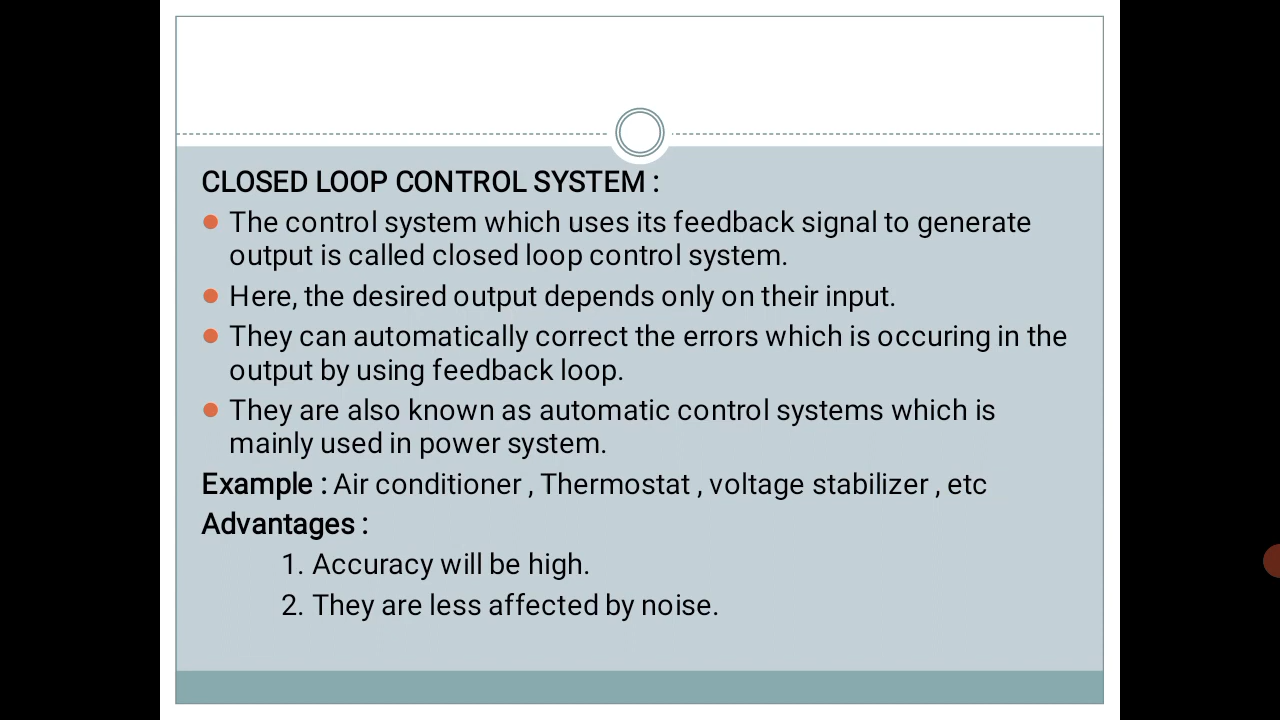 CLOSED LOOP CONTROL SYSTEM :
The control system which uses its feedback signal to generate
output is called closed loop control system.
Here, the desired output depends only on their input.
They can automatically correct the errors which is occuring in the
output by using feedback loop.
They are also known as automatic control systems which is
mainly used in power system.
Example : Air conditioner , Thermostat , voltage stabilizer , etc
Advantages :
1. Accuracy will be high.
2. They are less affected by noise.